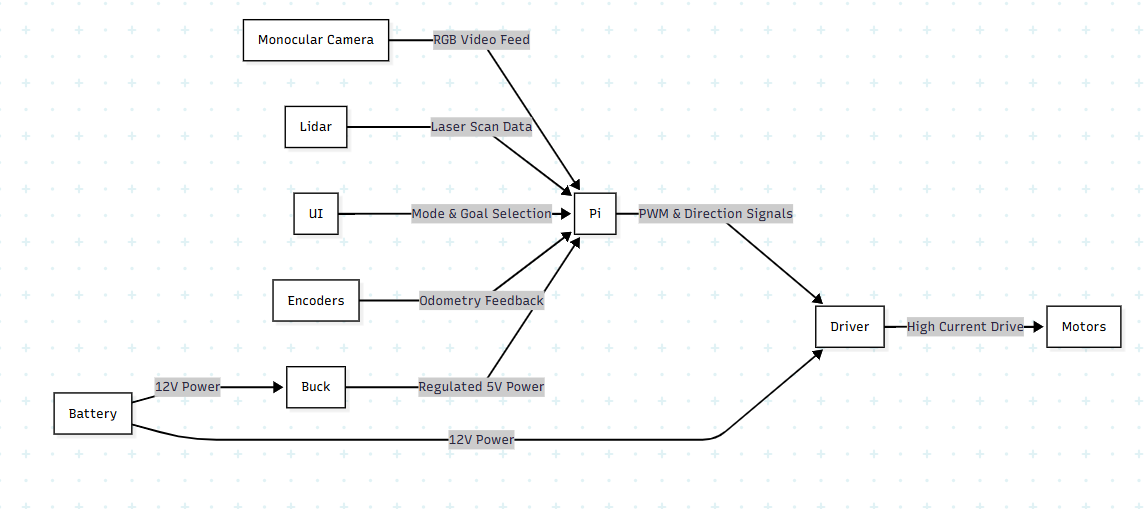 Monocular Camera
RGB Video Feed
Lidar
Laser Scan Data
UI
Mode & Goal Selection
Pi
PWM & Direction Signals
Encoders
Odometry Feedback
Driver
High Current Drive
Motors
12V Power
Buck
Regulated 5V Power
Battery
12V Power